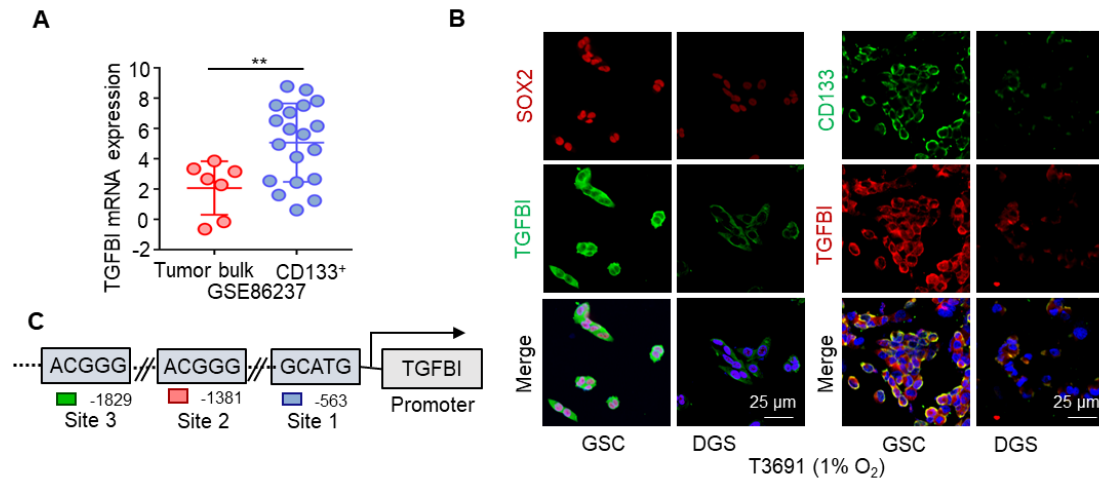 A
TGFBI mRNA expression
**
10
8
6
4
2
0
-2
Tumor bulk
CD133+
GSE86237
B
SOX2
TGFBI
Merge
CD133
TGFBI
Merge
25 µm
25 µm
GSC
DGS
GSC
DGS
T3691 (1% O2)
C
ACGGG
ACGGG
GCATG
TGFBI
-1829
-1381
-563
Promoter
Site 3
Site 2
Site 1